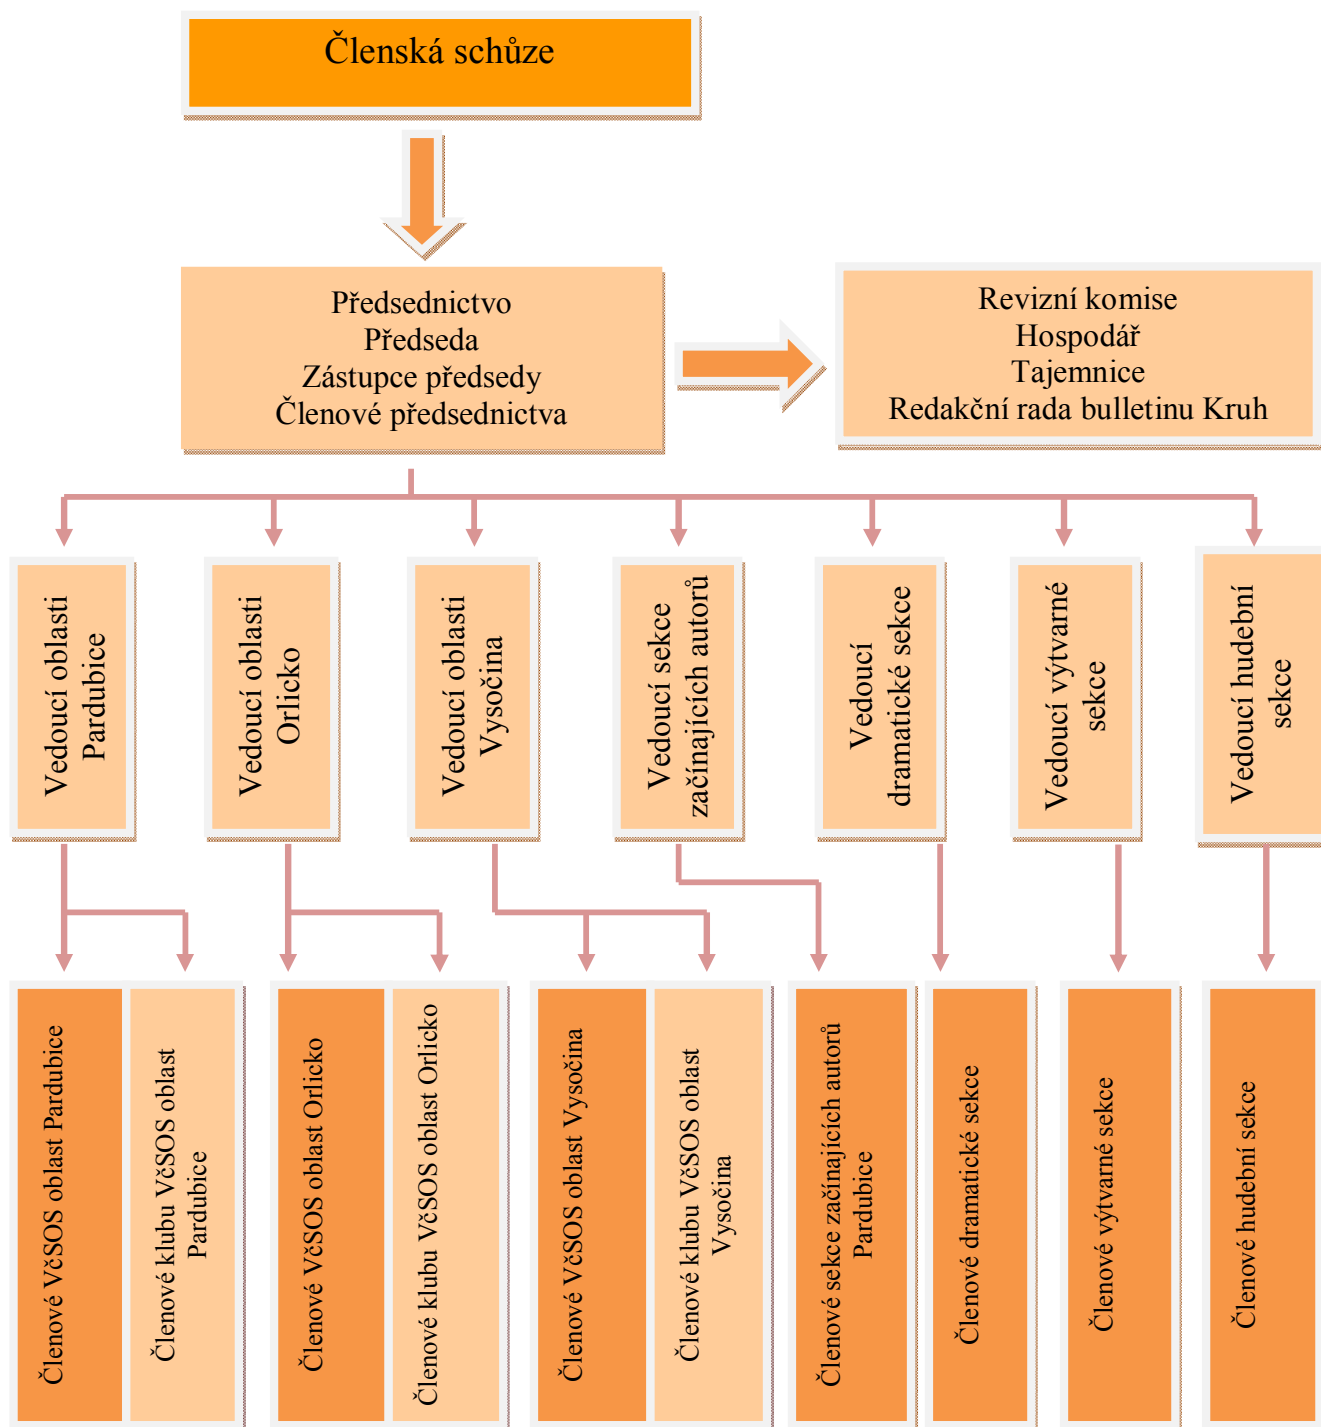 Členská schůze
Předsednictvo
Předseda
Zástupce předsedy
Členové předsednictva
Revizní komise
Hospodář
Tajemnice
Redakční rada bulletinu Kruh
Vedoucí oblasti
Pardubice
Vedoucí oblasti
Orlicko
Vedoucí oblasti
Vysočina
Vedoucí sekce
začínajících autorů
Vedoucí
dramatické sekce
Vedoucí výtvarné
sekce
Vedoucí hudební
sekce
Členové VčSOS oblast Pardubice
Členové klubu VčSOS oblast
Pardubice
Členové VčSOS oblast Orlicko
Členové klubu VčSOS oblast Orlicko
Členové VčSOS oblast Vysočina
Členové klubu VčSOS oblast
Vysočina
Členové sekce začínajících autorů
Pardubice
Členové dramatické sekce
Členové výtvarné sekce
Členové hudební sekce